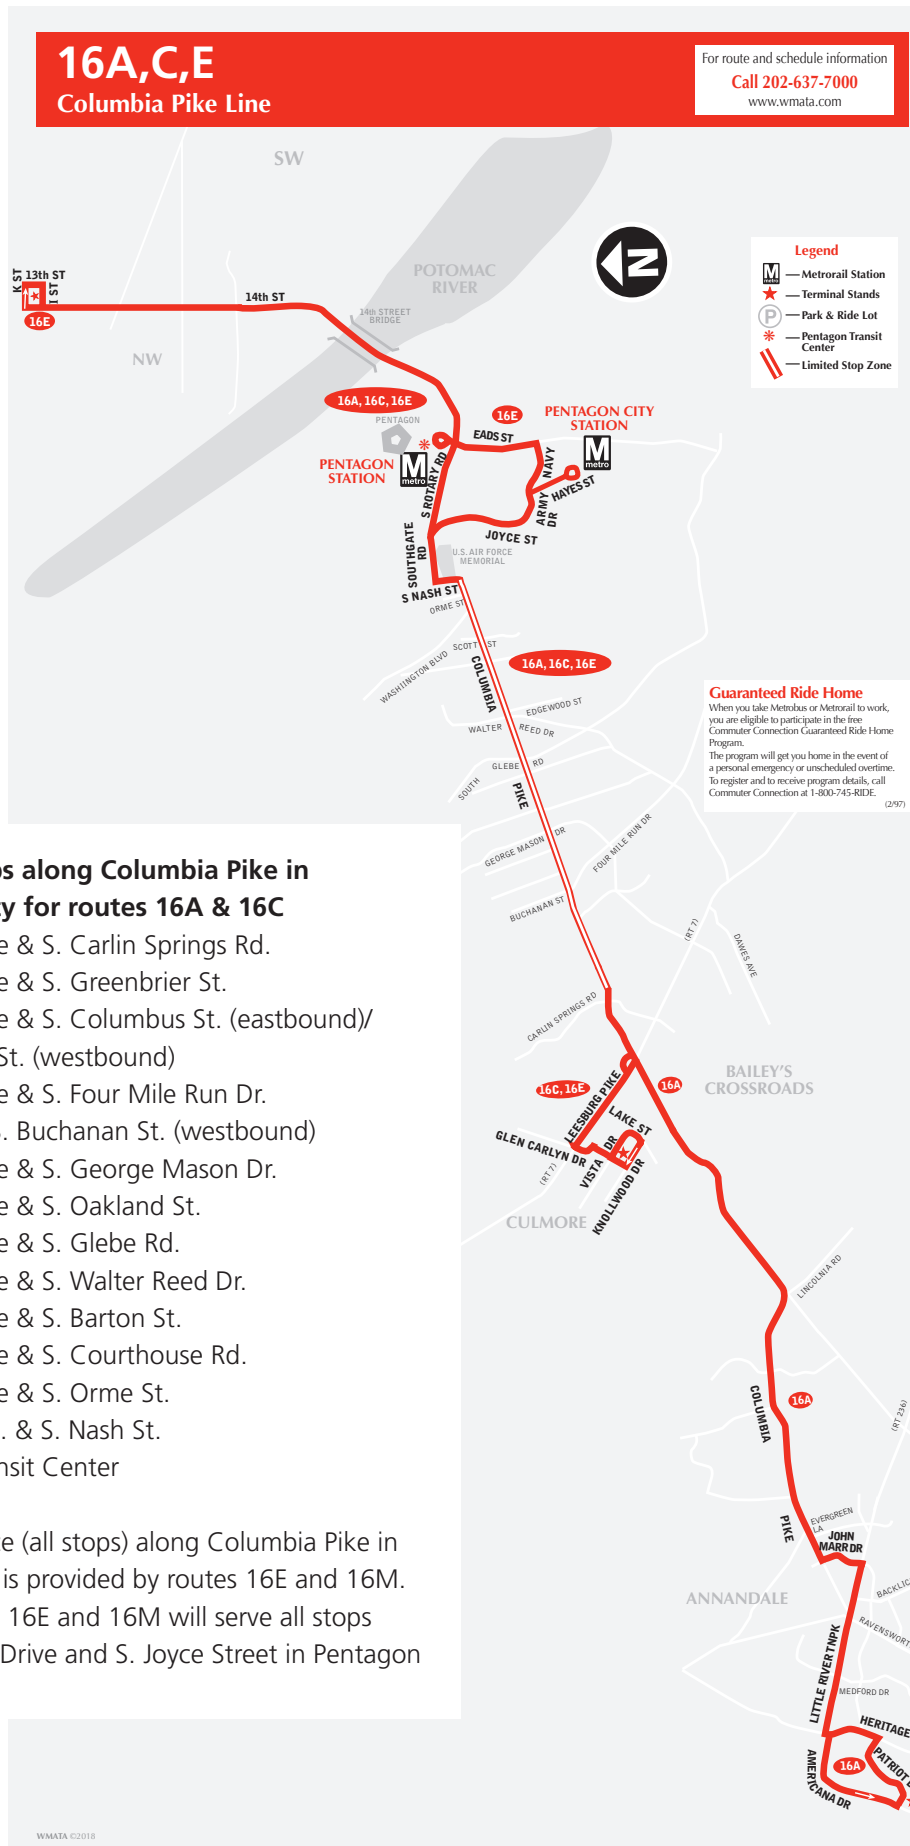 16A,C,E
Columbia Pike Line
For route and schedule information
Call 202-637-7000
www.wmata.com
SW
POTOMAC
RIVER
N
Legend
M metro — Metrorail Station
— Terminal Stands
P — Park & Ride Lot
— Pentagon Transit
Center
— Limited Stop Zone
K ST
13th ST
I ST
16E
14th ST
14th STREET
BRIDGE
NW
16A, 16C, 16E
PENTAGON
16E
PENTAGON CITY
STATION
M
metro
EADS ST
PENTAGON
STATION
M
metro
S ROTARY RD
ARMY NAVY
DR
HAYES ST
JOYCE ST
SOUTHGATE
RD
U.S. AIR FORCE
MEMORIAL
S NASH ST
ORME ST
SCOTT ST
WASHIINGTON BLVD
COLUMBIA
16A, 16C, 16E
EDGEWOOD ST
WALTER REED DR
GLEBE RD
SOUTH
PIKE
Guaranteed Ride Home
When you take Metrobus or Metrorail to work,
you are eligible to participate in the free
Commuter Connection Guaranteed Ride Home
Program.
The program will get you home in the event of
a personal emergency or unscheduled overtime.
To register and to receive program details, call
Commuter Connection at 1-800-745-RIDE.
(2/97)
GEORGE MASON DR
FOUR MILE RUN DR
BUCHANAN ST
(RT 7)
DAWES AVE
CARLIN SPRINGS RD
BAILEY'S
CROSSROADS
16C, 16E
LEESBURG PIKE
16A
LAKE ST
GLEN CARLYN DR
(RT 7)
VISTA DR
KNOLLWOOD DR
CULMORE
LINCOLNIA RD
COLUMBIA
16A
(RT 236)
PIKE
EVERGREEN
LA
JOHN
MARR DR
ANNANDALE
BACKLIC
RAVENSWORT
LITTLE RIVER TNPK
MEDFORD DR
HERITAGE
16A
PATRIOT
AMERICANA DR
ps along Columbia Pike in
ty for routes 16A & 16C
e & S. Carlin Springs Rd.
e & S. Greenbrier St.
e & S. Columbus St. (eastbound)/
St. (westbound)
e & S. Four Mile Run Dr.
S. Buchanan St. (westbound)
e & S. George Mason Dr.
e & S. Oakland St.
e & S. Glebe Rd.
e & S. Walter Reed Dr.
e & S. Barton St.
e & S. Courthouse Rd.
e & S. Orme St.
. & S. Nash St.
nsit Center
e (all stops) along Columbia Pike in
is provided by routes 16E and 16M.
16E and 16M will serve all stops
Drive and S. Joyce Street in Pentagon
WMATA ©2018